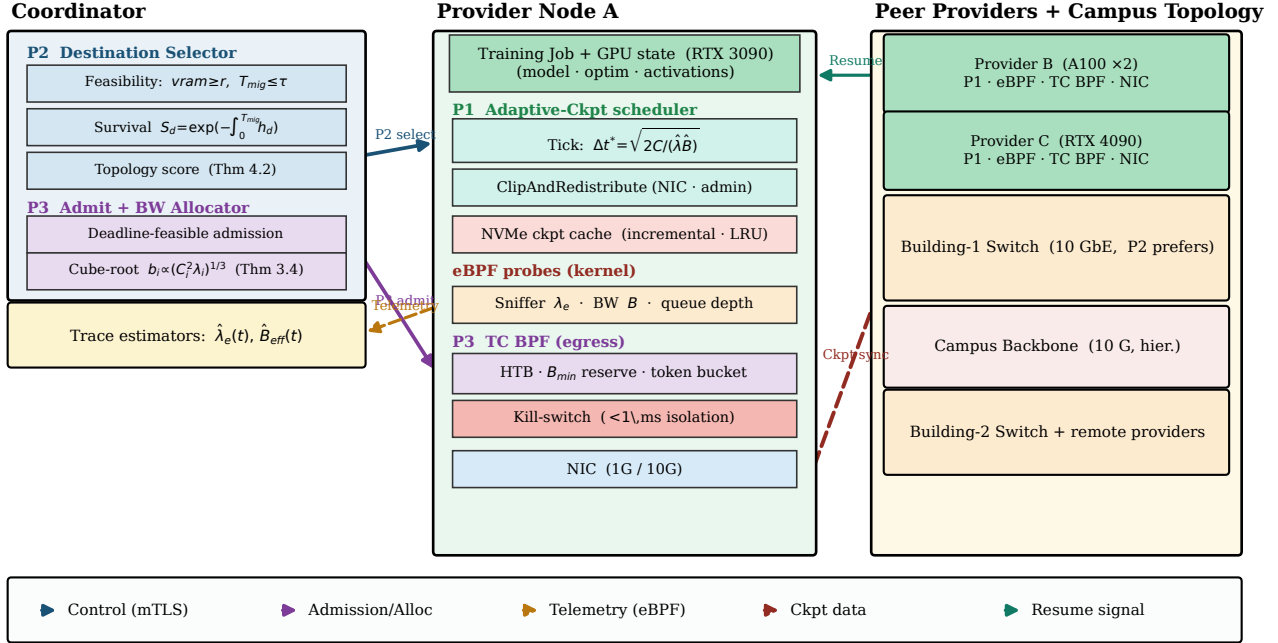 Coordinator
P2 Destination Selector
Feasibility: vram≥r, T_mig≤τ
Survival S_d=exp(−∫_0^{T_mig} h_d)
Topology score (Thm 4.2)
P3 Admit + BW Allocator
Deadline-feasible admission
Cube-root b_i∝(C_i^2λ_i)^{1/3} (Thm 3.4)
Trace estimators: λ̂_e(t), B̂_eff(t)
P2 select
P3 admit
Telemetry
Provider Node A
Training Job + GPU state (RTX 3090)
(model · optim · activations)
P1 Adaptive-Ckpt scheduler
Tick: Δt*=√(2C/(λ̂B̂))
ClipAndRedistribute (NIC · admin)
NVMe ckpt cache (incremental · LRU)
eBPF probes (kernel)
Sniffer λ_e · BW B · queue depth
P3 TC BPF (egress)
HTB · B_min reserve · token bucket
Kill-switch (<1\,ms isolation)
NIC (1G / 10G)
Resume
Ckpt sync
Peer Providers + Campus Topology
Provider B (A100 ×2)
P1 · eBPF · TC BPF · NIC
Provider C (RTX 4090)
P1 · eBPF · TC BPF · NIC
Building-1 Switch (10 GbE, P2 prefers)
Campus Backbone (10 G, hier.)
Building-2 Switch + remote providers
Control (mTLS)
Admission/Alloc
Telemetry (eBPF)
Ckpt data
Resume signal